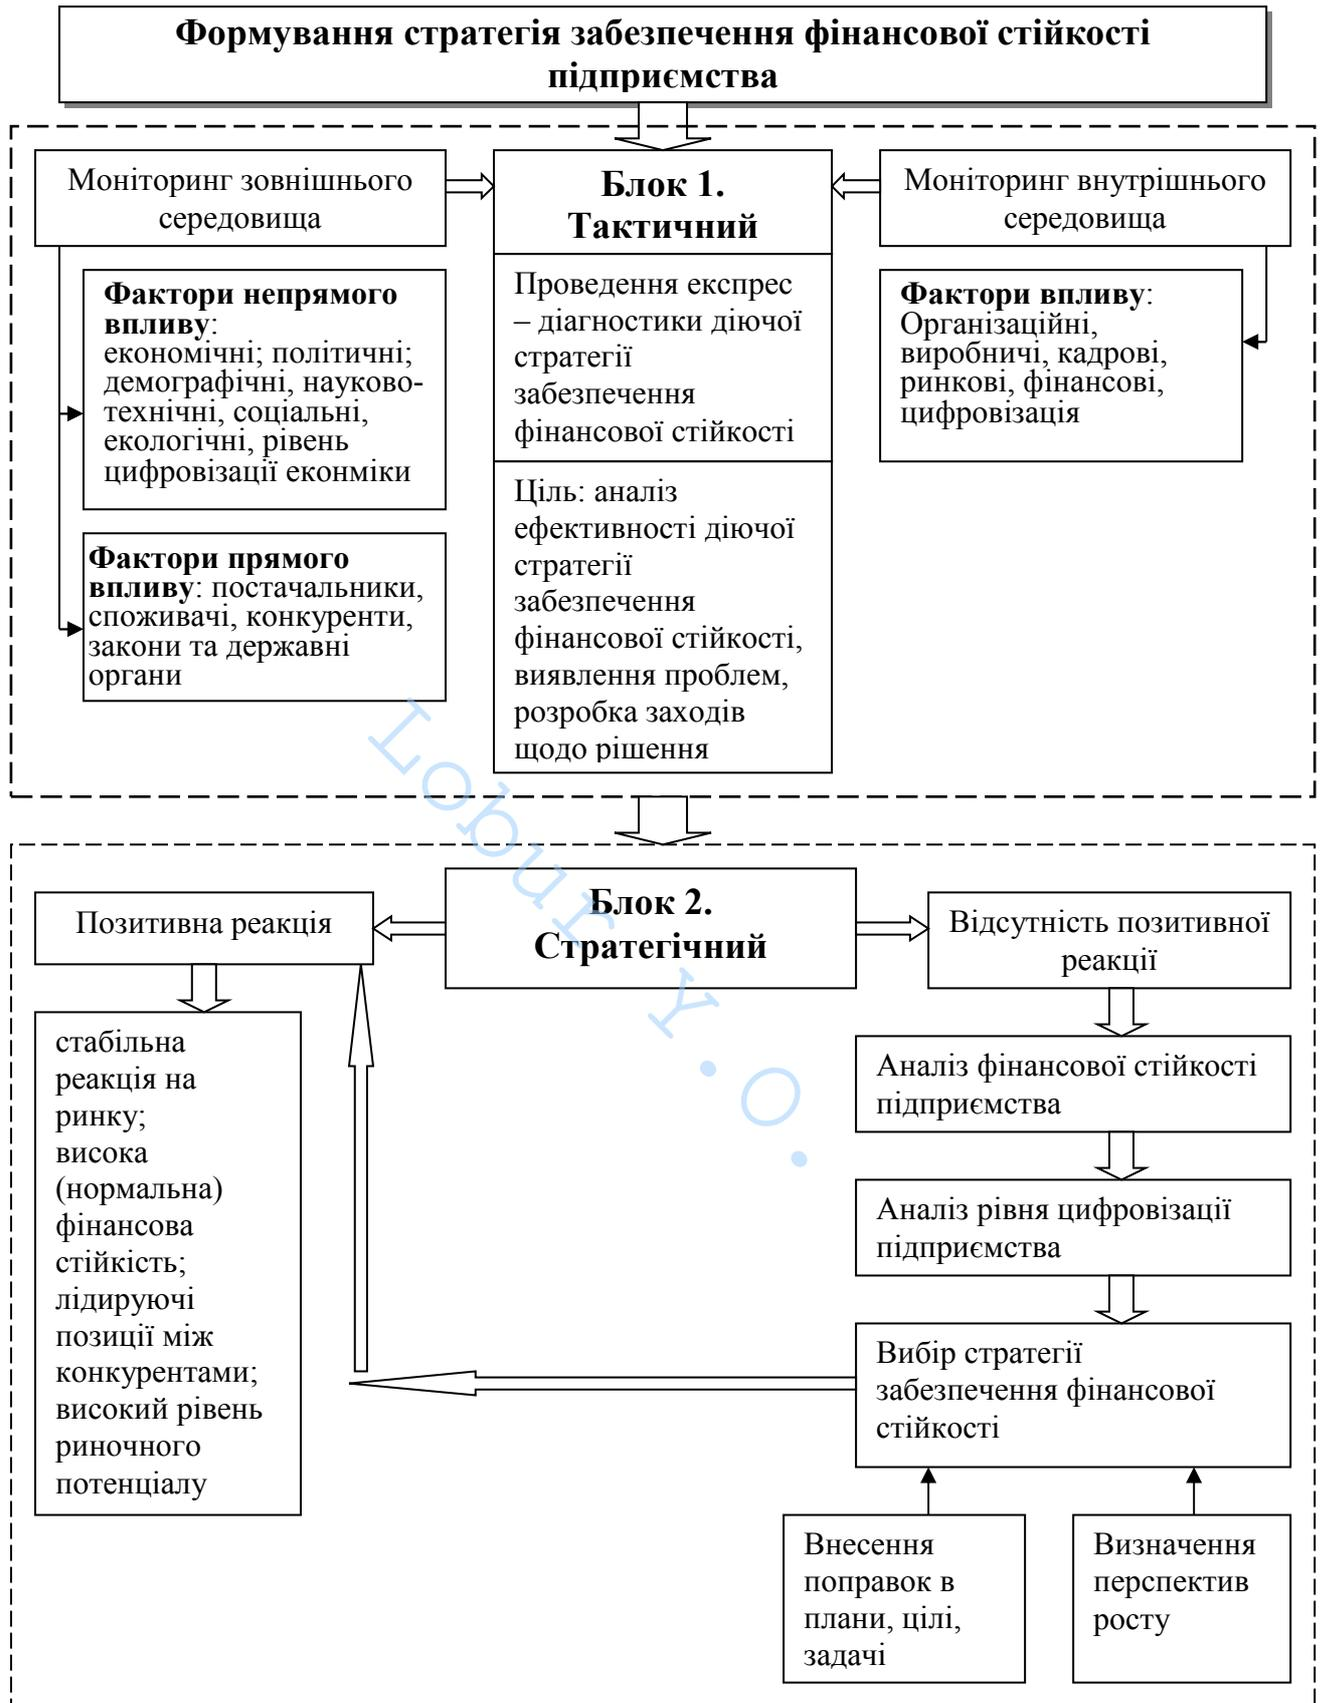 Формування стратегія забезпечення фінансової стійкості
підприємства
Моніторинг зовнішнього
середовища
Блок 1.
Тактичний
Моніторинг внутрішнього
середовища
Фактори непрямого
впливу:
економічні; політичні;
демографічні, науково-
технічні, соціальні,
екологічні, рівень
цифровізації еконміки
Проведення експрес
– діагностики діючої
стратегії
забезпечення
фінансової стійкості
Фактори впливу:
Організаційні,
виробничі, кадрові,
ринкові, фінансові,
цифровізація
Фактори прямого
впливу: постачальники,
споживачі, конкуренти,
закони та державні
органи
Ціль: аналіз
ефективності діючої
стратегії
забезпечення
фінансової стійкості,
виявлення проблем,
розробка заходів
щодо рішення
Lobur Y.O.
Позитивна реакція
Блок 2.
Стратегічний
Відсутність позитивної
реакції
стабільна
реакція на
ринку;
висока
(нормальна)
фінансова
стійкість;
лідируючі
позиції між
конкурентами;
високий рівень
риночного
потенціалу
Аналіз фінансової стійкості
підприємства
Аналіз рівня цифровізації
підприємства
Вибір стратегії
забезпечення фінансової
стійкості
Внесення
поправок в
плани, цілі,
задачі
Визначення
перспектив
росту